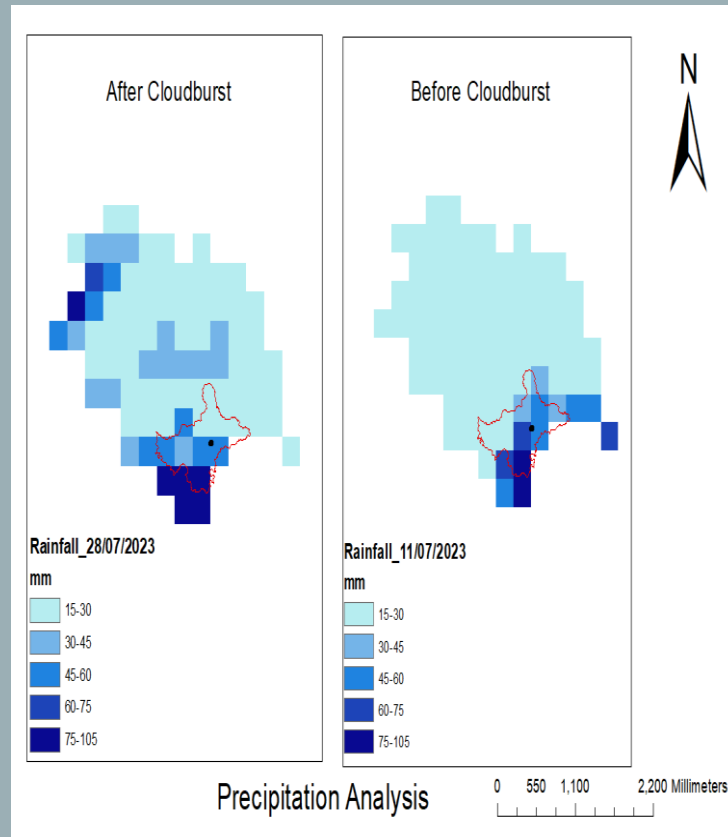 After Cloudburst
Rainfall_28/07/2023
mm
15-30
30-45
45-60
60-75
75-105
Before Cloudburst
Rainfall_11/07/2023
mm
15-30
30-45
45-60
60-75
75-105
N
Precipitation Analysis
0 550 1,100 2,200 Millimeters